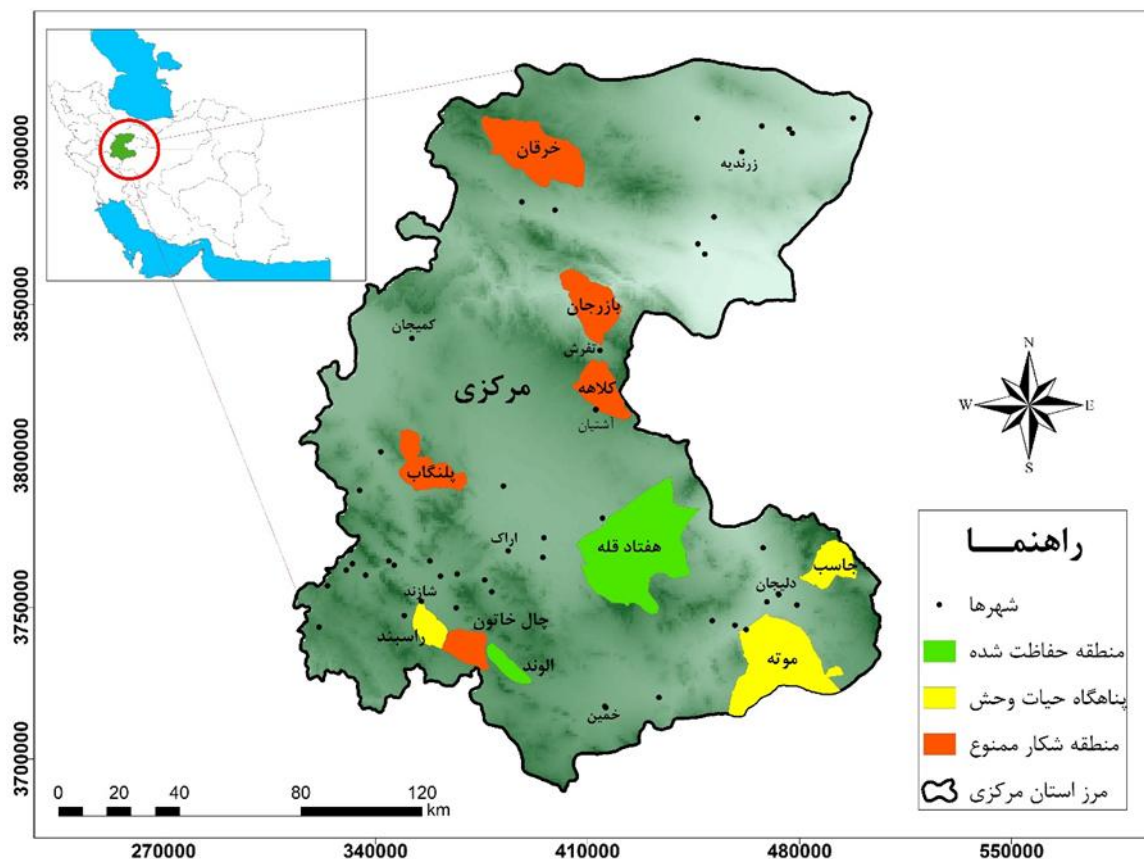 خرقان
زرندیه
بازرجان
کمیجان
تفرش
کلاهه
مرکزی
آشتیان
پلنگاب
هفتاد قله
اراک
جاسب
دلیجان
شازند
چال خاتون
راسبند
الوند
موته
خمین
N
W
E
S
راهنمـــا
شهرها
منطقه حفاظت شده
پناهگاه حیات وحش
منطقه شکار ممنوع
مرز استان مرکزی
0 20 40 80 120
km
3900000
3850000
3800000
3750000
3700000
270000 340000 410000 480000 550000